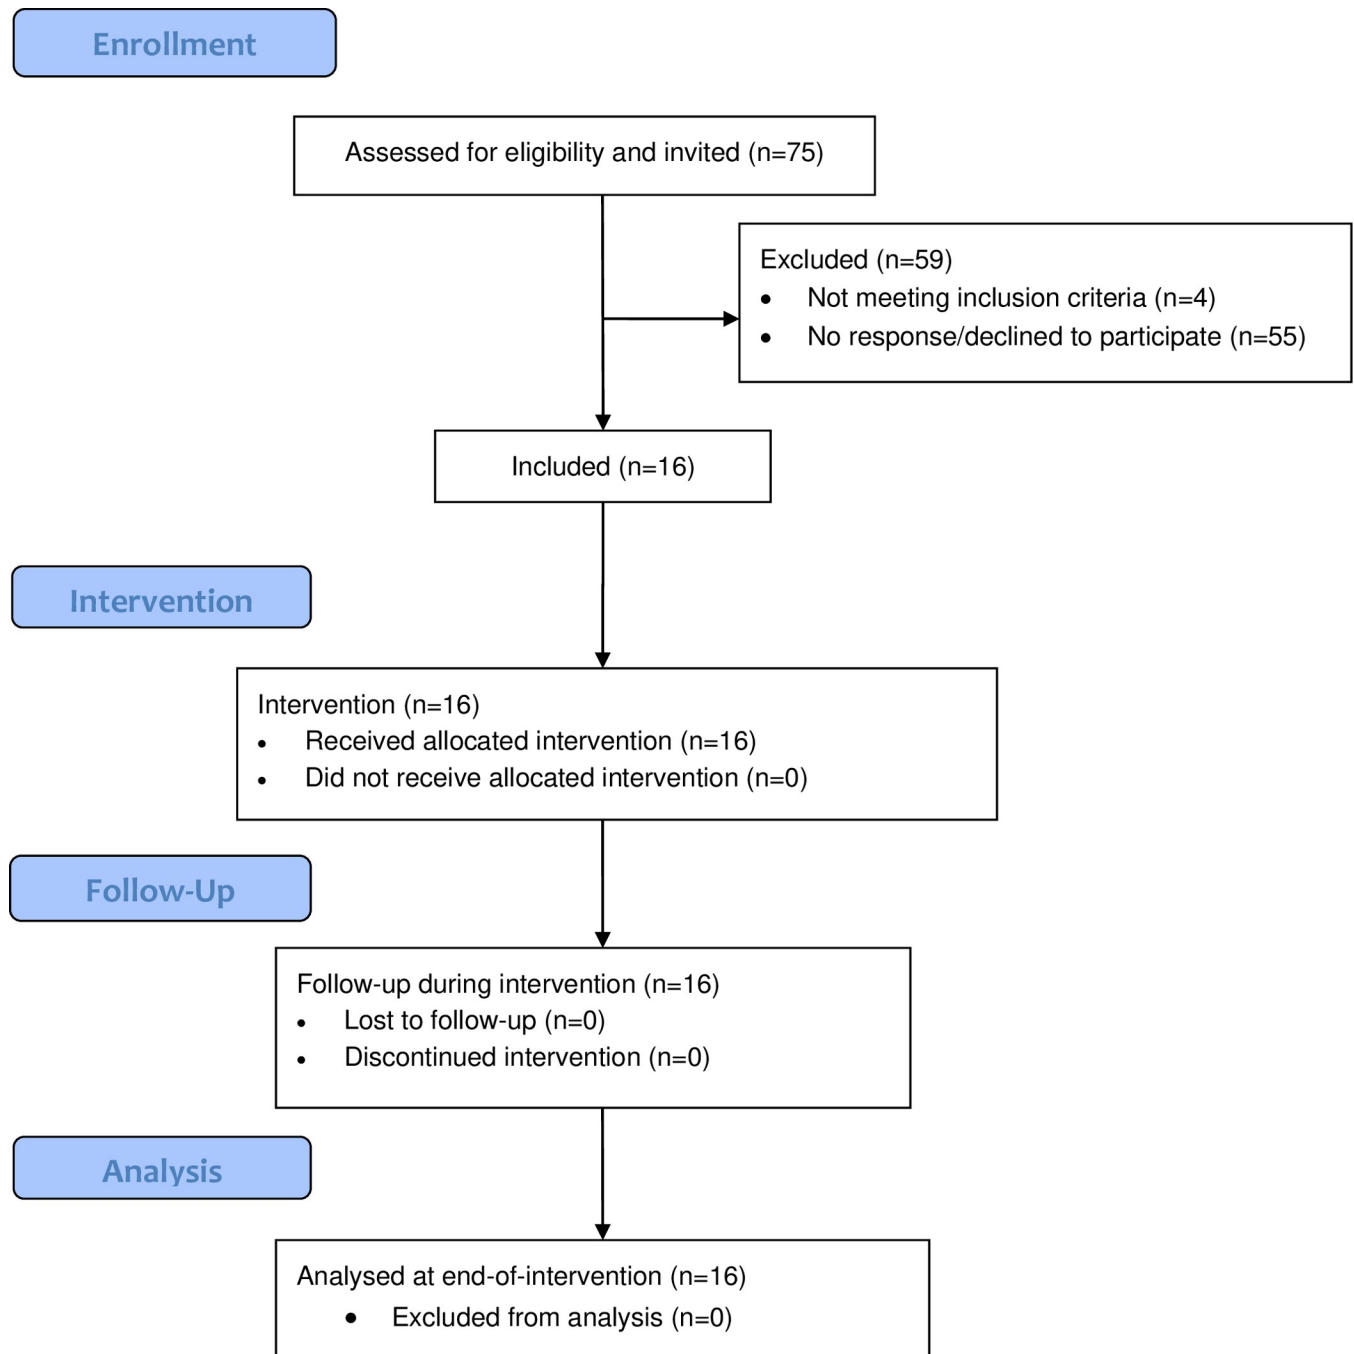 Enrollment
Assessed for eligibility and invited (n=75)
Excluded (n=59)
• Not meeting inclusion criteria (n=4)
• No response/declined to participate (n=55)
Included (n=16)
Intervention
Intervention (n=16)
• Received allocated intervention (n=16)
• Did not receive allocated intervention (n=0)
Follow-Up
Follow-up during intervention (n=16)
• Lost to follow-up (n=0)
• Discontinued intervention (n=0)
Analysis
Analysed at end-of-intervention (n=16)
• Excluded from analysis (n=0)